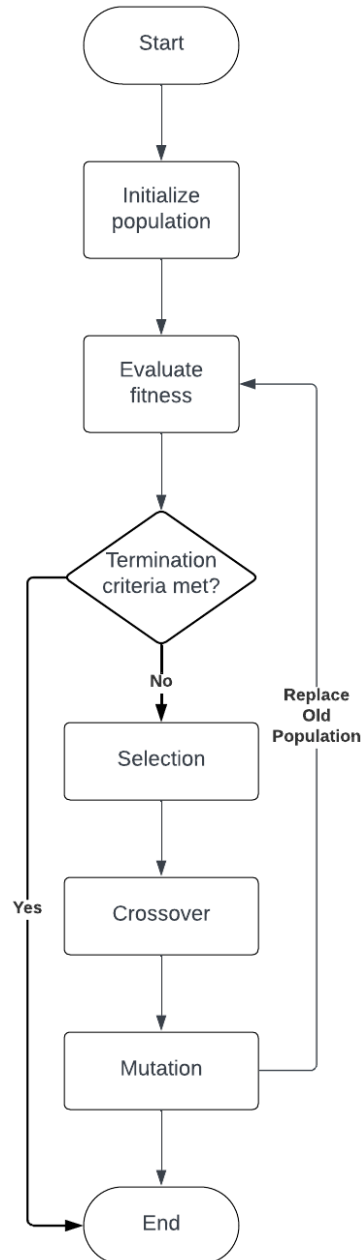 Start
Initialize
population
Evaluate
fitness
Termination
criteria met?
No
Replace
Old
Population
Selection
Yes
Crossover
Mutation
End